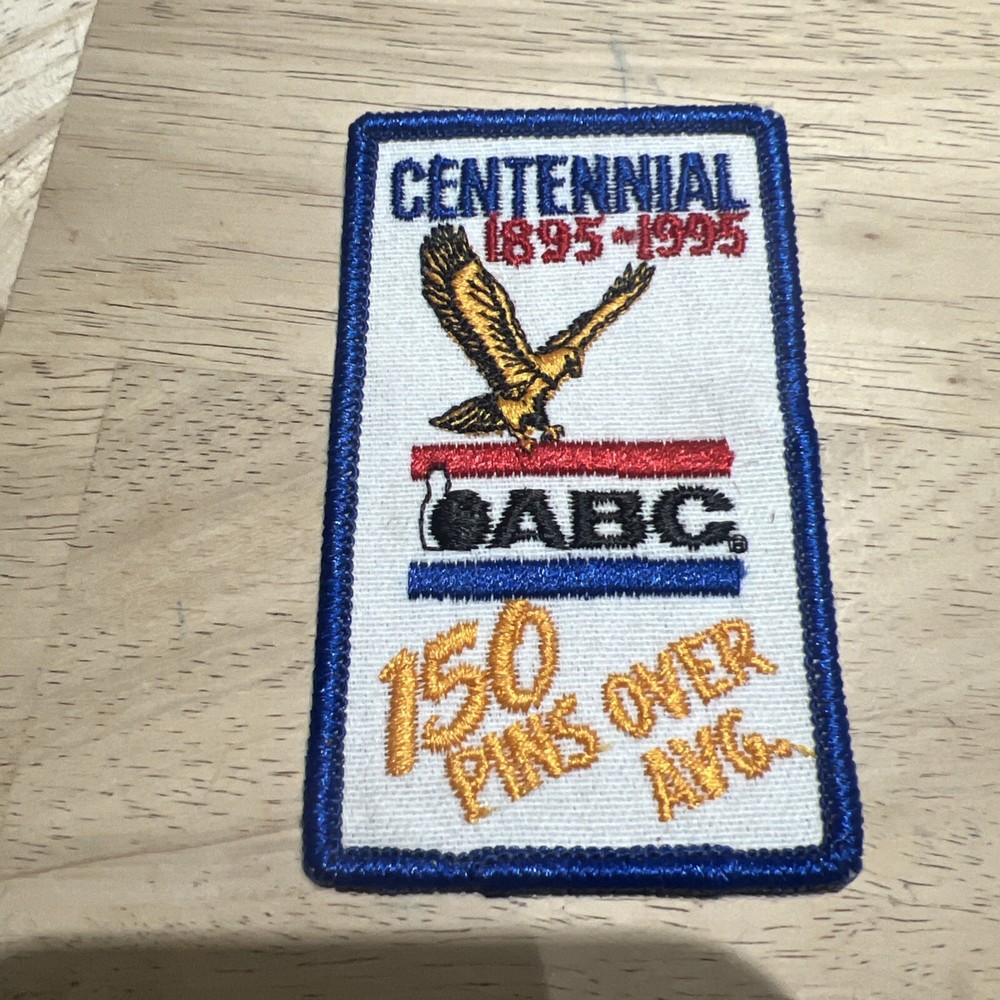 CENTENNIAL
1895-1995
ABC®
150
PINS OVER
AVG.